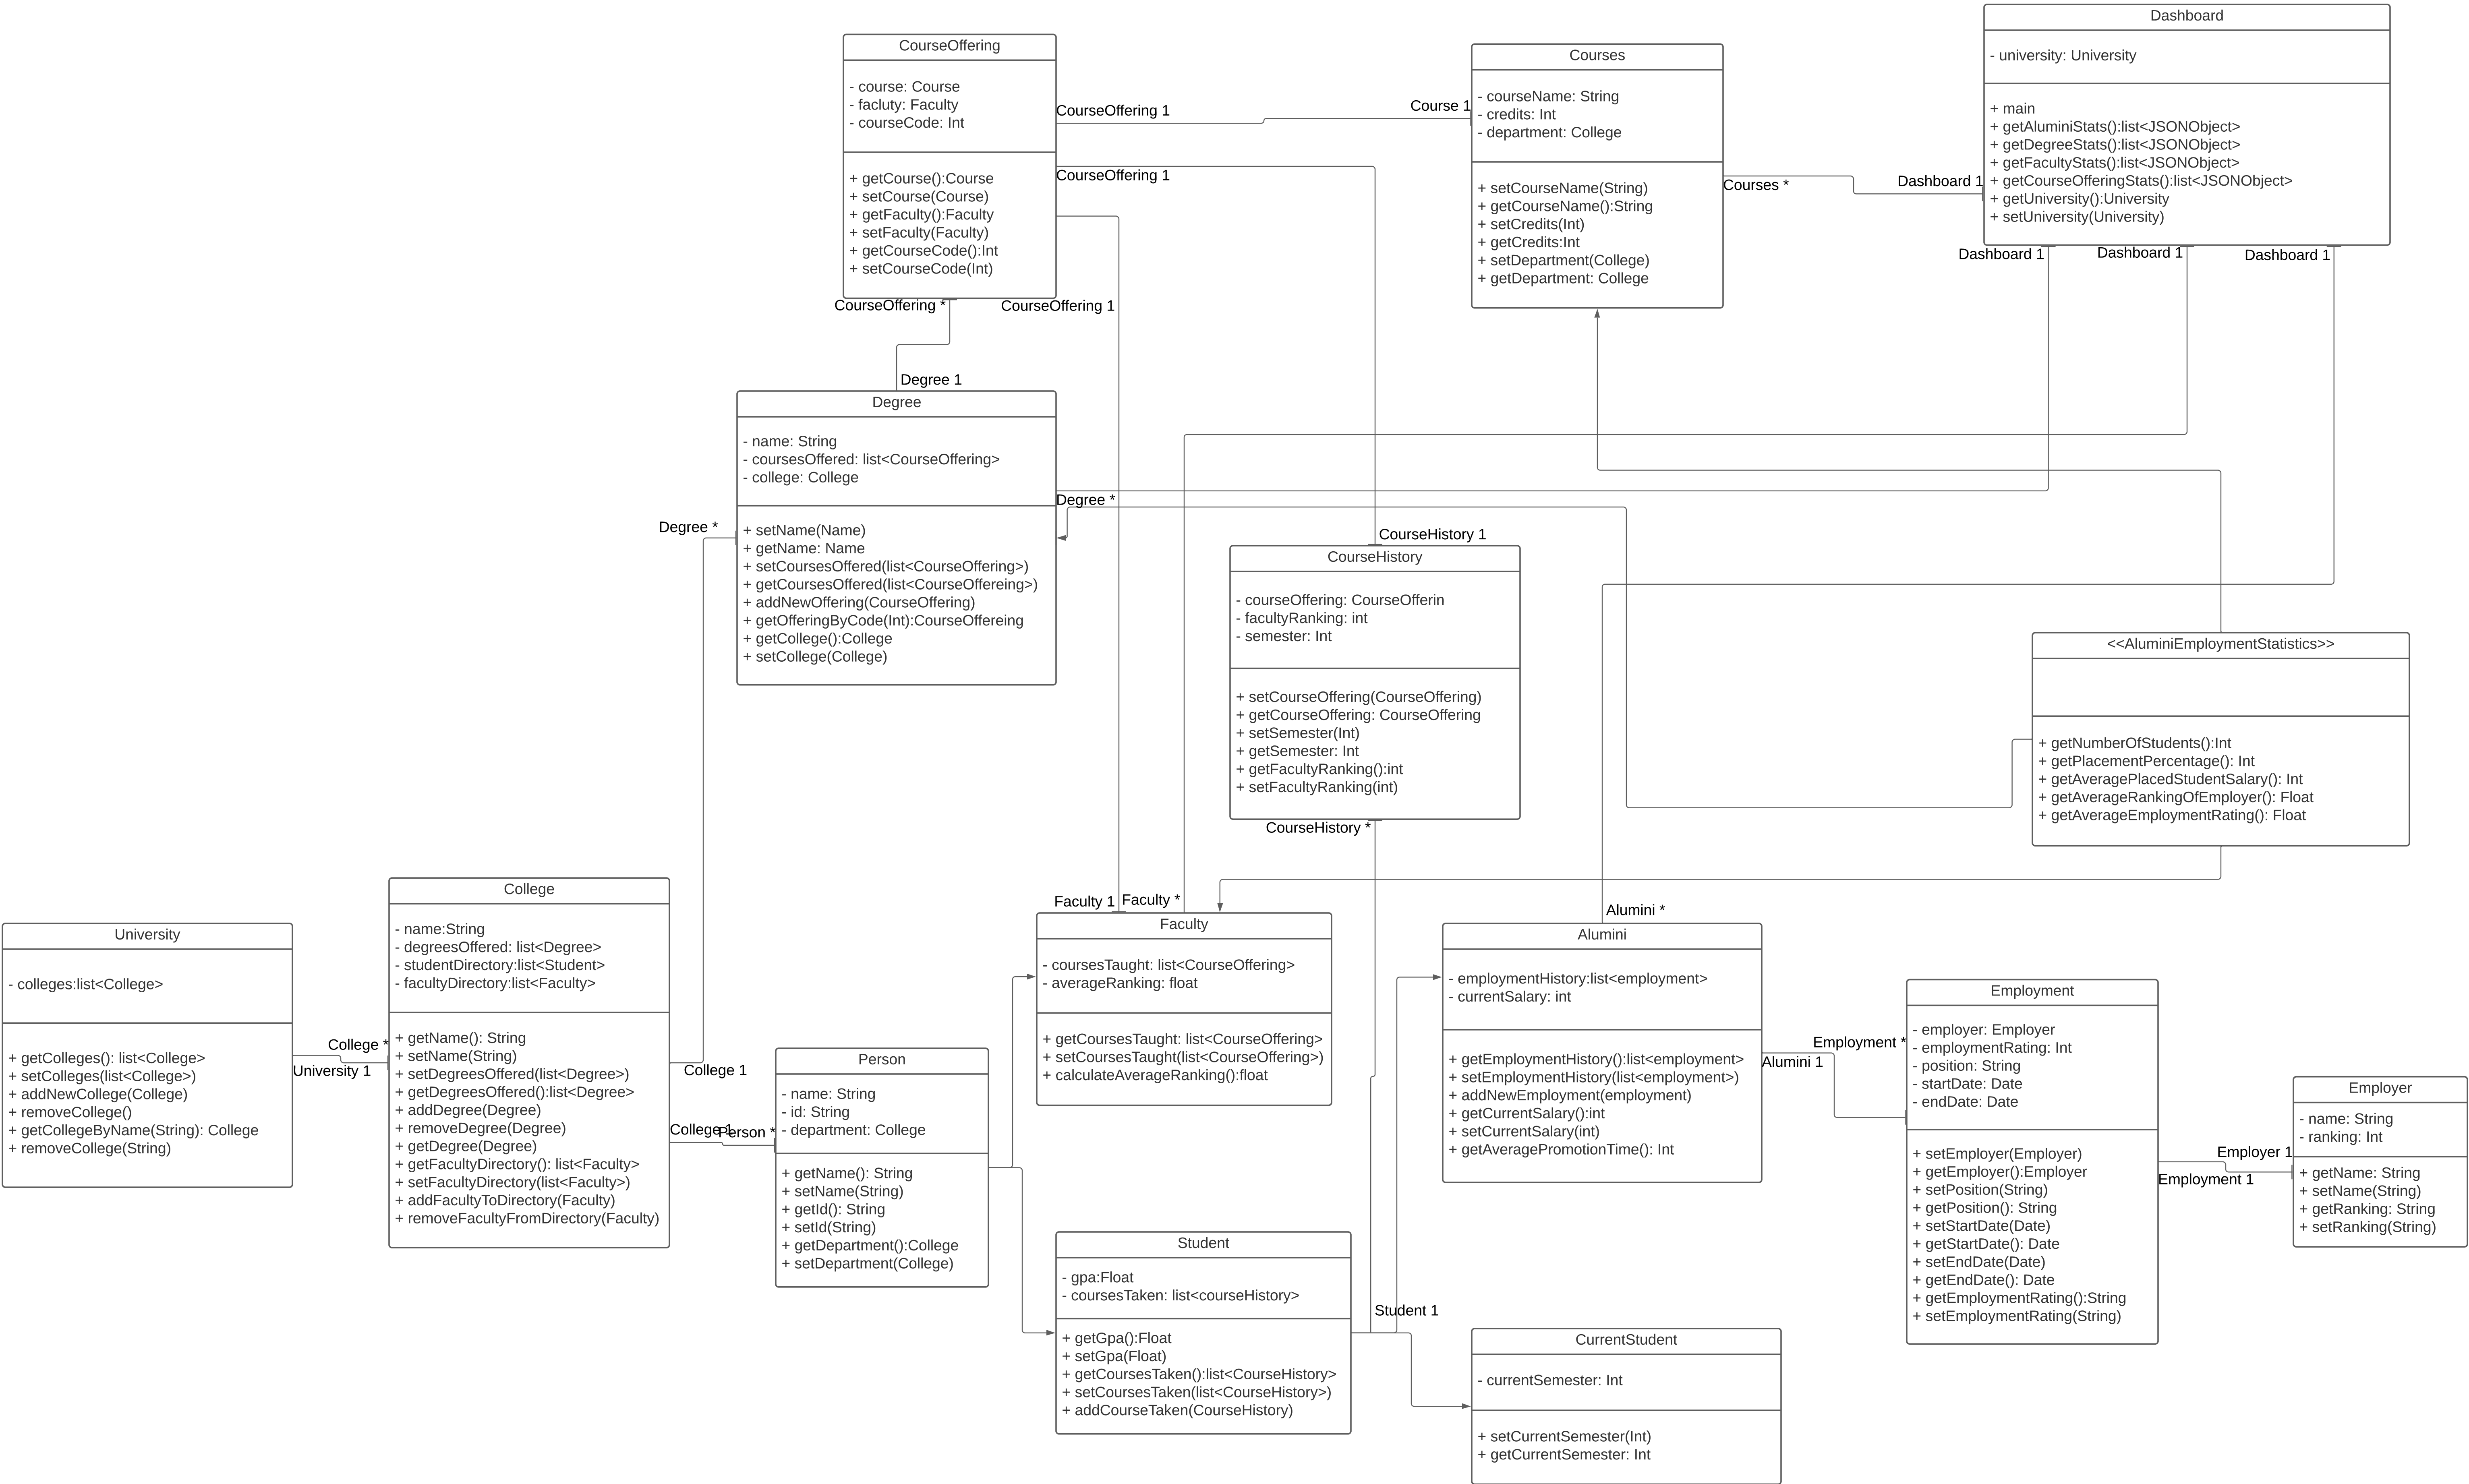 CourseOffering
- course: Course
- facluty: Faculty
- courseCode: Int
+ getCourse():Course
+ setCourse(Course)
+ getFaculty():Faculty
+ setFaculty(Faculty)
+ getCourseCode():Int
+ setCourseCode(Int)
CourseOffering 1
Course 1
CourseOffering 1
CourseOffering *
CourseOffering 1
Courses
- courseName: String
- credits: Int
- department: College
+ setCourseName(String)
+ getCourseName():String
+ setCredits(Int)
+ getCredits:Int
+ setDepartment(College)
+ getDepartment: College
Courses *
Dashboard 1
Dashboard
- university: University
+ main
+ getAluminiStats():list<JSONObject>
+ getDegreeStats():list<JSONObject>
+ getFacultyStats():list<JSONObject>
+ getCourseOfferingStats():list<JSONObject>
+ getUniversity():University
+ setUniversity(University)
Dashboard 1
Dashboard 1
Dashboard 1
Degree 1
Degree
- name: String
- coursesOffered: list<CourseOffering>
- college: College
+ setName(Name)
+ getName: Name
+ setCoursesOffered(list<CourseOffering>)
+ getCoursesOffered(list<CourseOffereing>)
+ addNewOffering(CourseOffering)
+ getOfferingByCode(Int):CourseOffereing
+ getCollege():College
+ setCollege(College)
Degree *
Degree *
CourseHistory 1
CourseHistory
- courseOffering: CourseOfferin
- facultyRanking: int
- semester: Int
+ setCourseOffering(CourseOffering)
+ getCourseOffering: CourseOffering
+ setSemester(Int)
+ getSemester: Int
+ getFacultyRanking():int
+ setFacultyRanking(int)
CourseHistory *
<<AluminiEmploymentStatistics>>
+ getNumberOfStudents():Int
+ getPlacementPercentage(): Int
+ getAveragePlacedStudentSalary(): Int
+ getAverageRankingOfEmployer(): Float
+ getAverageEmploymentRating(): Float
University
- colleges:list<College>
+ getColleges(): list<College>
+ setColleges(list<College>)
+ addNewCollege(College)
+ removeCollege()
+ getCollegeByName(String): College
+ removeCollege(String)
College *
University 1
College
- name:String
- degreesOffered: list<Degree>
- studentDirectory:list<Student>
- facultyDirectory:list<Faculty>
+ getName(): String
+ setName(String)
+ setDegreesOffered(list<Degree>)
+ getDegreesOffered():list<Degree>
+ addDegree(Degree)
+ removeDegree(Degree)
+ getDegree(Degree)
+ getFacultyDirectory(): list<Faculty>
+ setFacultyDirectory(list<Faculty>)
+ addFacultyToDirectory(Faculty)
+ removeFacultyFromDirectory(Faculty)
College 1
College 1
Person *
Person
- name: String
- id: String
- department: College
+ getName(): String
+ setName(String)
+ getId(): String
+ setId(String)
+ getDepartment():College
+ setDepartment(College)
Faculty 1
Faculty *
Faculty
- coursesTaught: list<CourseOffering>
- averageRanking: float
+ getCoursesTaught: list<CourseOffering>
+ setCoursesTaught(list<CourseOffering>)
+ calculateAverageRanking():float
Student
- gpa:Float
- coursesTaken: list<courseHistory>
+ getGpa():Float
+ setGpa(Float)
+ getCoursesTaken():list<CourseHistory>
+ setCoursesTaken(list<CourseHistory>)
+ addCourseTaken(CourseHistory)
Student 1
Alumini *
Alumini
- employmentHistory:list<employment>
- currentSalary: int
+ getEmploymentHistory():list<employment>
+ setEmploymentHistory(list<employment>)
+ addNewEmployment(employment)
+ getCurrentSalary():int
+ setCurrentSalary(int)
+ getAveragePromotionTime(): Int
Employment *
Alumini 1
CurrentStudent
- currentSemester: Int
+ setCurrentSemester(Int)
+ getCurrentSemester: Int
Employment
- employer: Employer
- employmentRating: Int
- position: String
- startDate: Date
- endDate: Date
+ setEmployer(Employer)
+ getEmployer():Employer
+ setPosition(String)
+ getPosition(): String
+ setStartDate(Date)
+ getStartDate(): Date
+ setEndDate(Date)
+ getEndDate(): Date
+ getEmploymentRating():String
+ setEmploymentRating(String)
Employer 1
Employment 1
Employer
- name: String
- ranking: Int
+ getName: String
+ setName(String)
+ getRanking: String
+ setRanking(String)